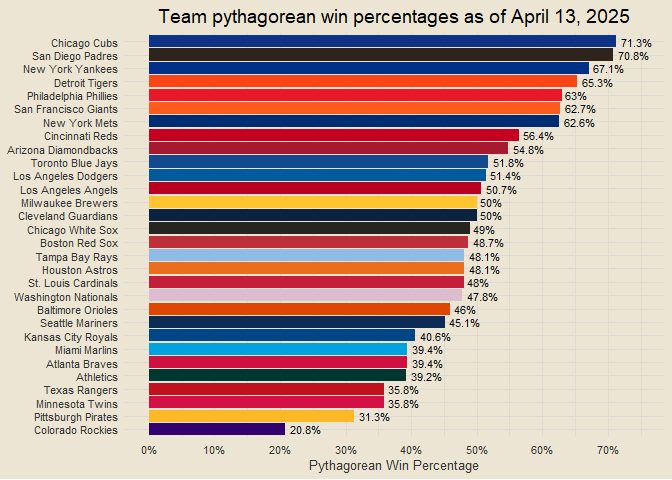 Team pythagorean win percentages as of April 13, 2025
Chicago Cubs 71.3%
San Diego Padres 70.8%
New York Yankees 67.1%
Detroit Tigers 65.3%
Philadelphia Phillies 63%
San Francisco Giants 62.7%
New York Mets 62.6%
Cincinnati Reds 56.4%
Arizona Diamondbacks 54.8%
Toronto Blue Jays 51.8%
Los Angeles Dodgers 51.4%
Los Angeles Angels 50.7%
Milwaukee Brewers 50%
Cleveland Guardians 50%
Chicago White Sox 49%
Boston Red Sox 48.7%
Tampa Bay Rays 48.1%
Houston Astros 48.1%
St. Louis Cardinals 48%
Washington Nationals 47.8%
Baltimore Orioles 46%
Seattle Mariners 45.1%
Kansas City Royals 40.6%
Miami Marlins 39.4%
Atlanta Braves 39.4%
Athletics 39.2%
Texas Rangers 35.8%
Minnesota Twins 35.8%
Pittsburgh Pirates 31.3%
Colorado Rockies 20.8%
0% 10% 20% 30% 40% 50% 60% 70%
Pythagorean Win Percentage